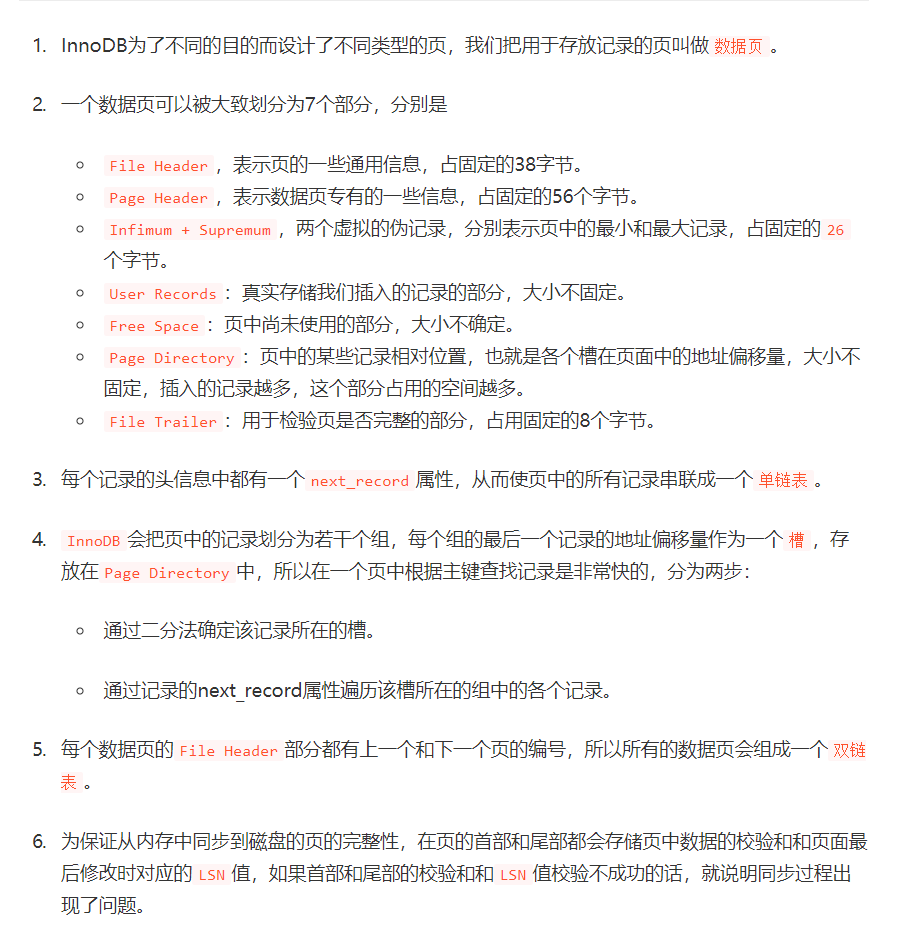 1. InnoDB为了不同的目的而设计了不同类型的页，我们把用于存放记录的页叫做 数据页 。
2. 一个数据页可以被大致划分为7个部分，分别是
File Header ，表示页的一些通用信息，占固定的38字节。
Page Header ，表示数据页专有的一些信息，占固定的56个字节。
Infimum + Supremum ，两个虚拟的伪记录，分别表示页中的最小和最大记录，占固定的 26
个字节。
User Records ：真实存储我们插入的记录的部分，大小不固定。
Free Space ：页中尚未使用的部分，大小不确定。
Page Directory ：页中的某些记录相对位置，也就是各个槽在页面中的地址偏移量，大小不
固定，插入的记录越多，这个部分占用的空间越多。
File Trailer ：用于检验页是否完整的部分，占用固定的8个字节。
3. 每个记录的头信息中都有一个 next_record 属性，从而使页中的所有记录串联成一个 单链表 。
4. InnoDB 会把页中的记录划分为若干个组，每个组的最后一个记录的地址偏移量作为一个 槽 ，存
放在 Page Directory 中，所以在一个页中根据主键查找记录是非常快的，分为两步：
通过二分法确定该记录所在的槽。
通过记录的next_record属性遍历该槽所在的组中的各个记录。
5. 每个数据页的 File Header 部分都有上一个和下一个页的编号，所以所有的数据页会组成一个 双链
表 。
6. 为保证从内存中同步到磁盘的页的完整性，在页的首部和尾部都会存储页中数据的校验和和页面最
后修改时对应的 LSN 值，如果首部和尾部的校验和和 LSN 值校验不成功的话，就说明同步过程出
现了问题。